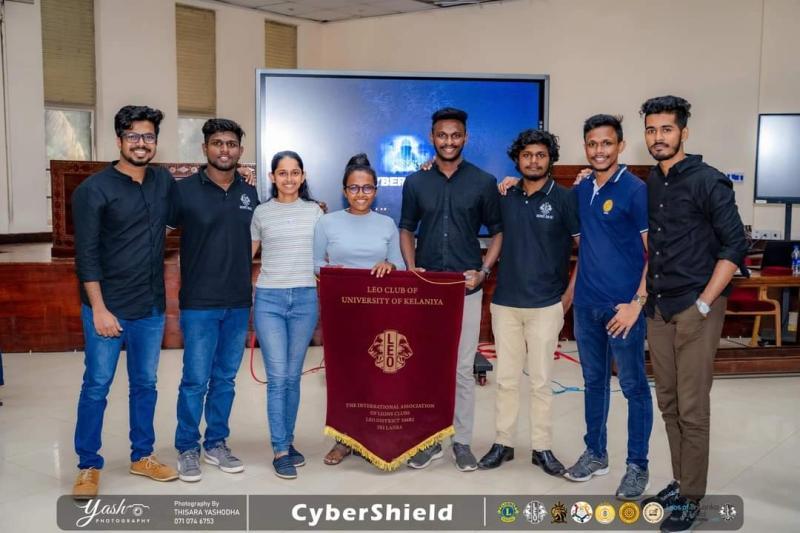 CYBER
LEO CLUB OF
UNIVERSITY OF KELANIYA
LEO
THE INTERNATIONAL ASSOCIATION
OF LIONS CLUBS
LEO DISTRICT 306B2
SRI LANKA
Yash
PHOTOGRAPHY
PHOTOGRAPHY BY
THISARA YASHODHA
071 074 6753
CyberShield